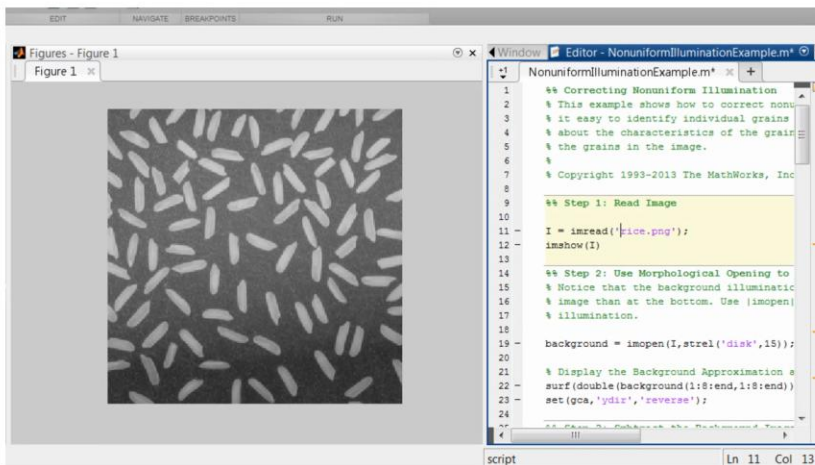 EDIT NAVIGATE BREAKPOINTS RUN
Figures - Figure 1
Figure 1
Window Editor - NonuniformIlluminationExample.m*
NonuniformIlluminationExample.m* × +
1 %% Correcting Nonuniform Illumination
2 % This example shows how to correct nonu
3 % it easy to identify individual grains
4 % about the characteristics of the grain
5 % the grains in the image.
6 %
7 % Copyright 1993-2013 The MathWorks, Inc
8
9 %% Step 1: Read Image
10
11 - I = imread('rice.png');
12 - imshow(I)
13
14 %% Step 2: Use Morphological Opening to
15 % Notice that the background illuminatio
16 % image than at the bottom. Use |imopen|
17 % illumination.
18
19 - background = imopen(I,strel('disk',15));
20
21 % Display the Background Approximation a
22 - surf(double(background(1:8:end,1:8:end))
23 - set(gca,'ydir','reverse');
24
script Ln 11 Col 13